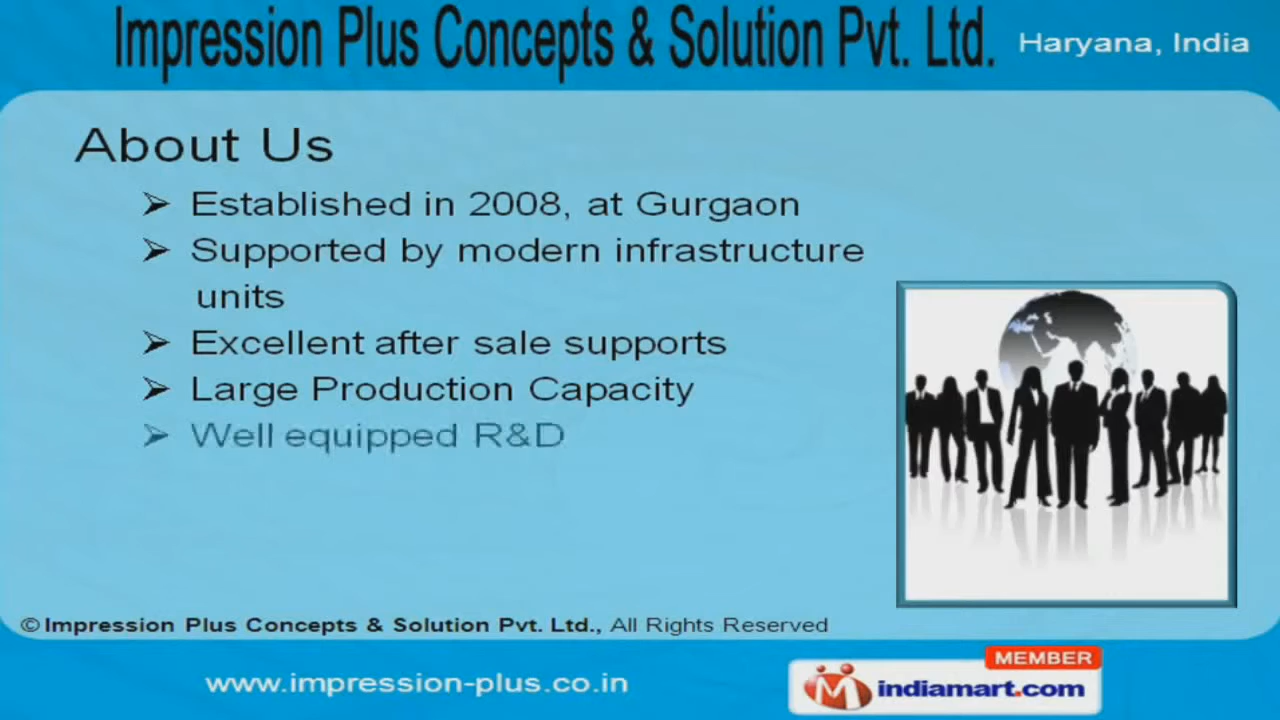 Impression Plus Concepts & Solution Pvt. Ltd. Haryana, India
About Us
➢ Established in 2008, at Gurgaon
➢ Supported by modern infrastructure
units
➢ Excellent after sale supports
➢ Large Production Capacity
➢ Well equipped R&D
© Impression Plus Concepts & Solution Pvt. Ltd., All Rights Reserved
MEMBER
www.impression-plus.co.in
indiamart.com